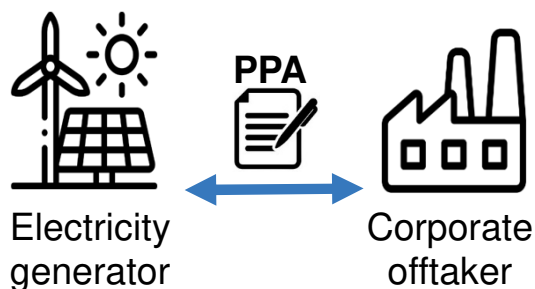 PPA
Electricity
generator
Corporate
offtaker